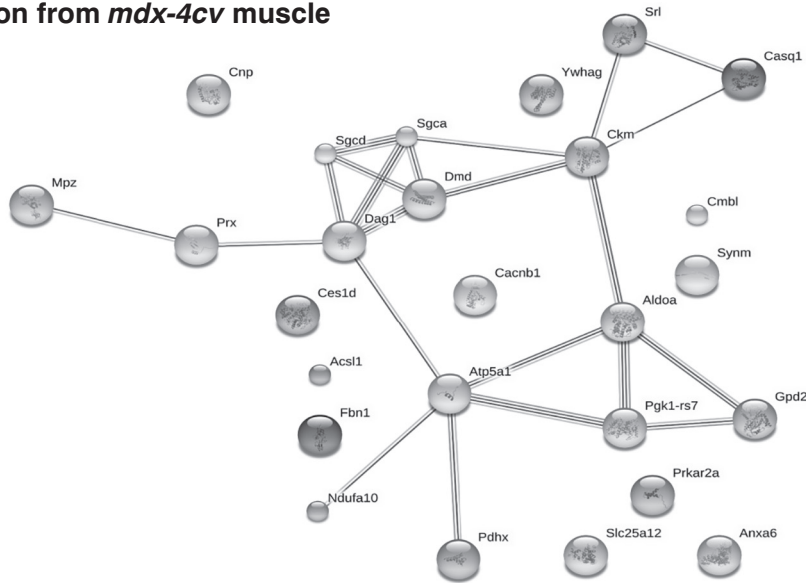 on from mdx-4cv muscle
Srl
Casq1
Cnp
Ywhag
Sgca
Sgcd
Ckm
Mpz
Dmd
Cmbl
Prx
Dag1
Synm
Cacnb1
Ces1d
Aldoa
Acsl1
Atp5a1
Gpd2
Fbn1
Pgk1-rs7
Prkar2a
Ndufa10
Pdhx
Slc25a12
Anxa6